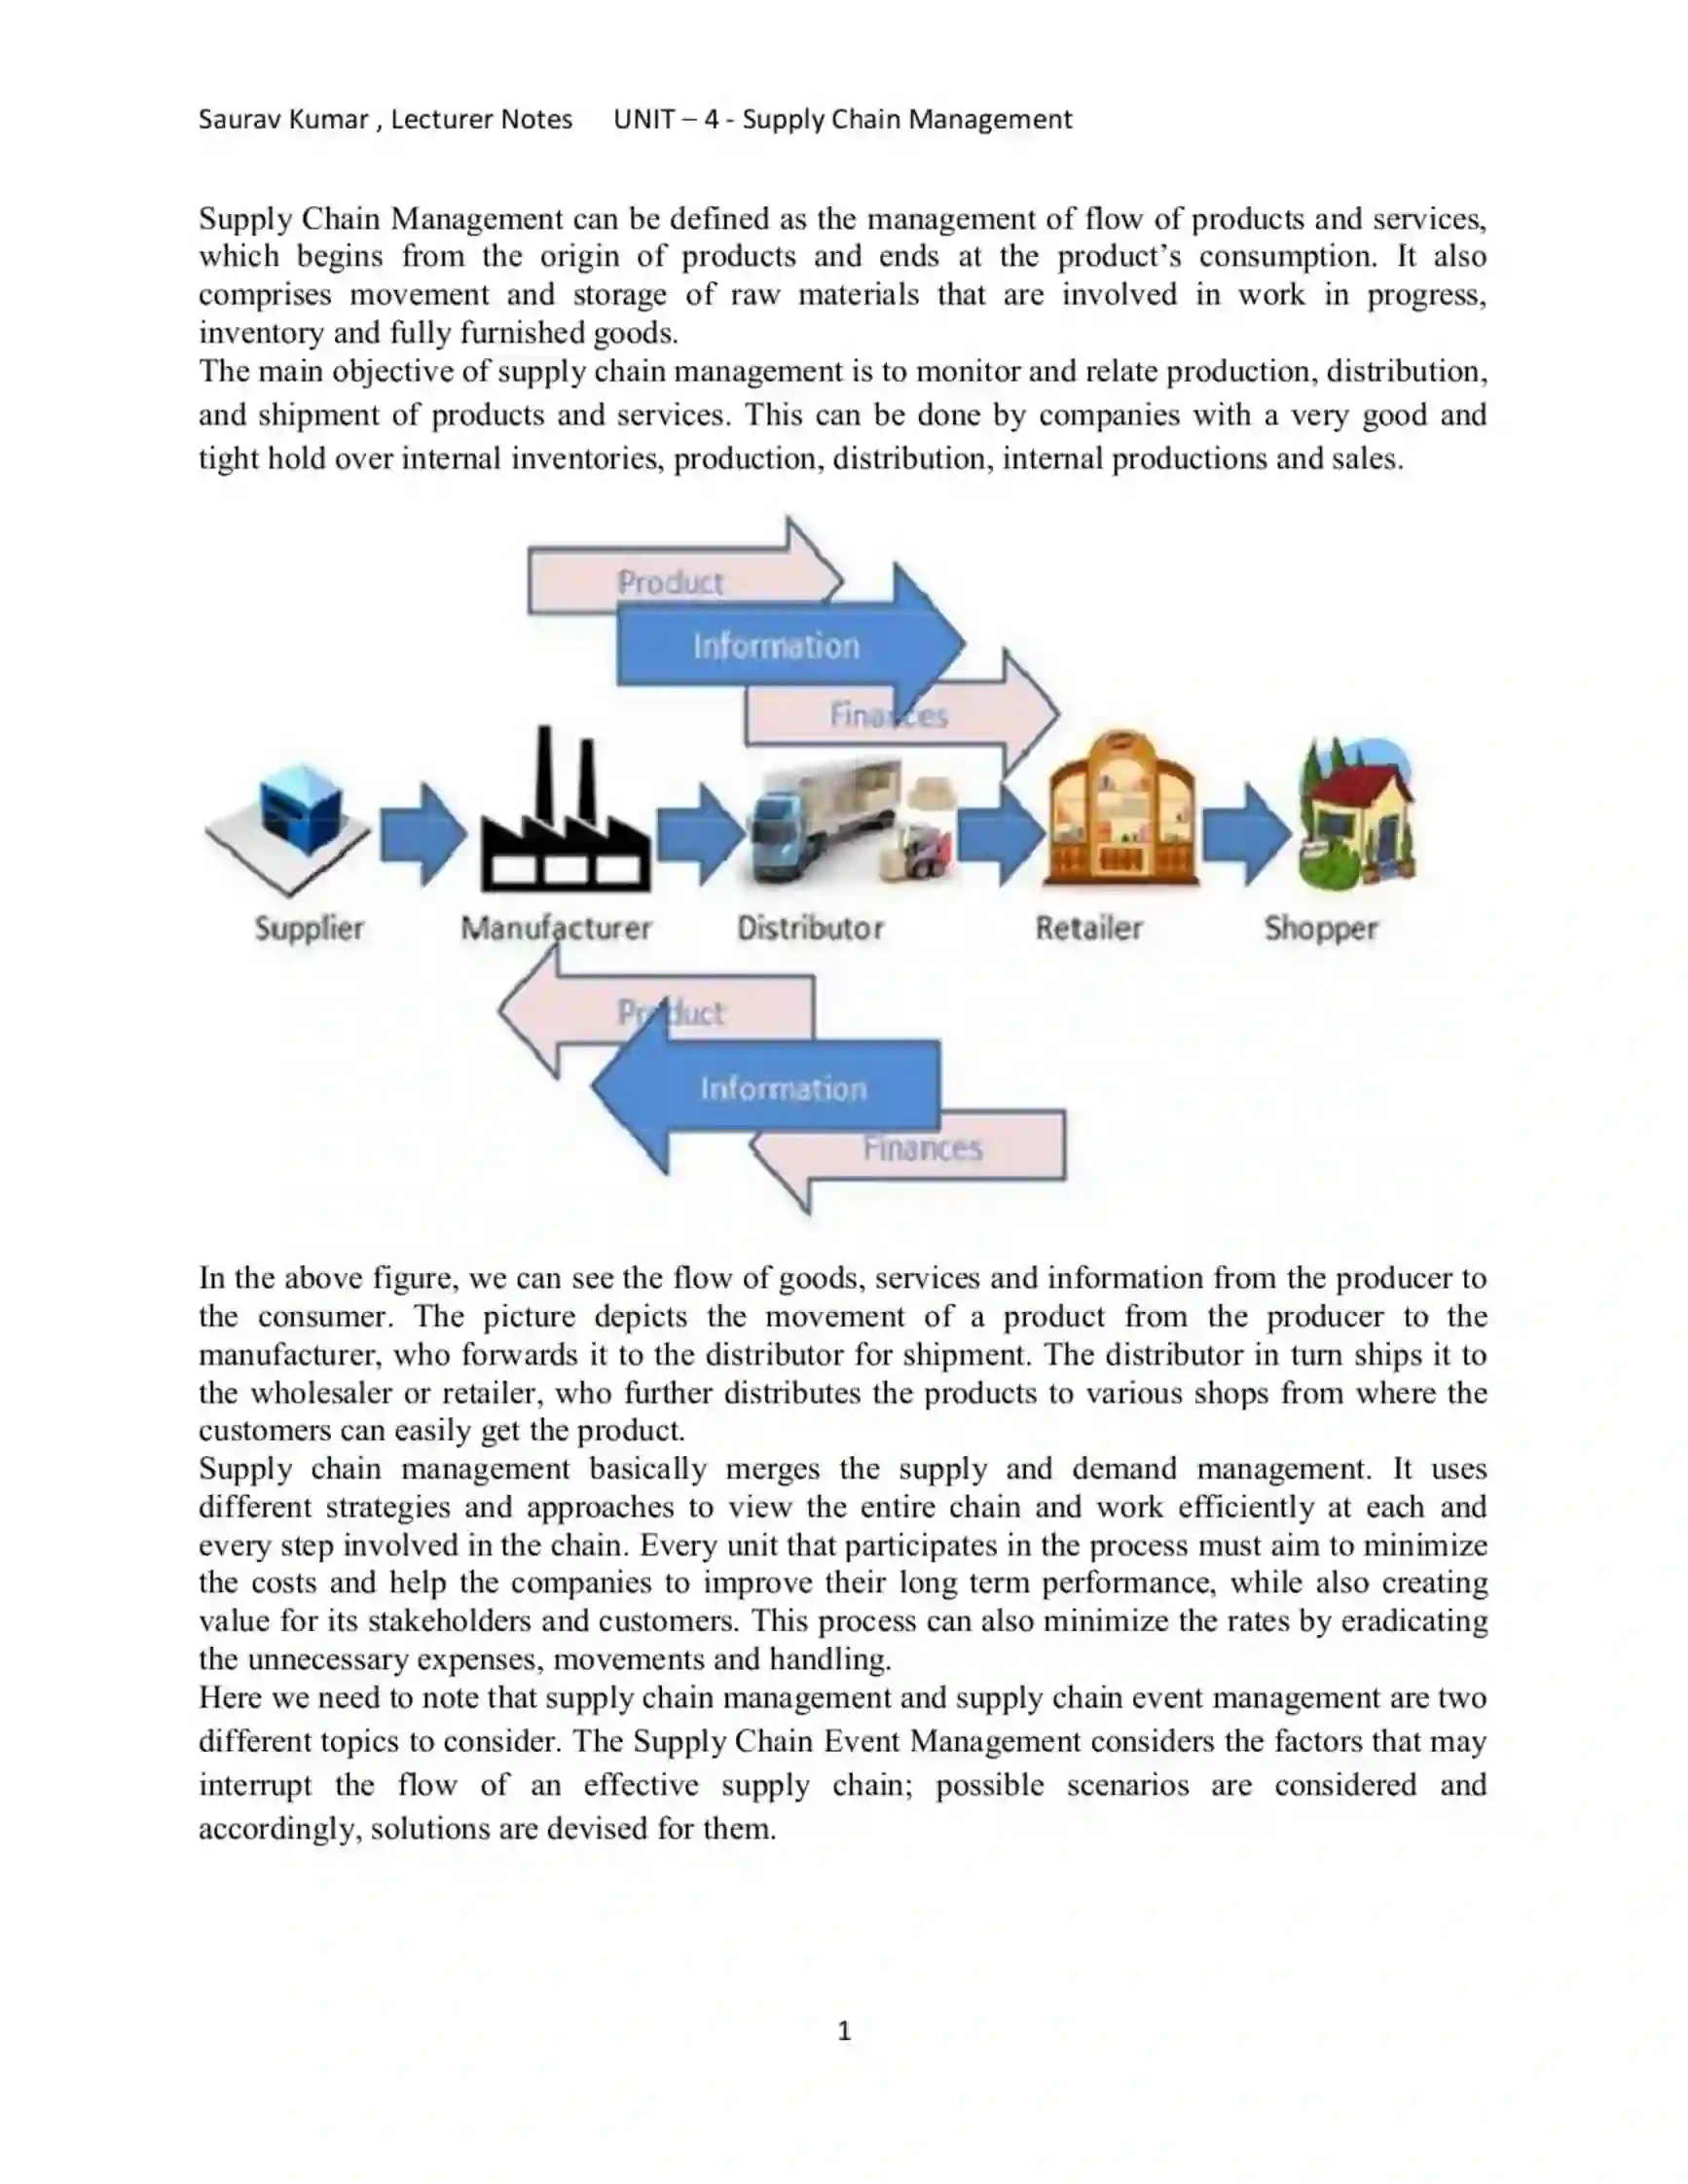 Saurav Kumar , Lecturer Notes UNIT – 4 - Supply Chain Management
Supply Chain Management can be defined as the management of flow of products and services,
which begins from the origin of products and ends at the product’s consumption. It also
comprises movement and storage of raw materials that are involved in work in progress,
inventory and fully furnished goods.
The main objective of supply chain management is to monitor and relate production, distribution,
and shipment of products and services. This can be done by companies with a very good and
tight hold over internal inventories, production, distribution, internal productions and sales.
Product
Information
Finances
Supplier Manufacturer Distributor Retailer Shopper
Product
Information
Finances
In the above figure, we can see the flow of goods, services and information from the producer to
the consumer. The picture depicts the movement of a product from the producer to the
manufacturer, who forwards it to the distributor for shipment. The distributor in turn ships it to
the wholesaler or retailer, who further distributes the products to various shops from where the
customers can easily get the product.
Supply chain management basically merges the supply and demand management. It uses
different strategies and approaches to view the entire chain and work efficiently at each and
every step involved in the chain. Every unit that participates in the process must aim to minimize
the costs and help the companies to improve their long term performance, while also creating
value for its stakeholders and customers. This process can also minimize the rates by eradicating
the unnecessary expenses, movements and handling.
Here we need to note that supply chain management and supply chain event management are two
different topics to consider. The Supply Chain Event Management considers the factors that may
interrupt the flow of an effective supply chain; possible scenarios are considered and
accordingly, solutions are devised for them.
1